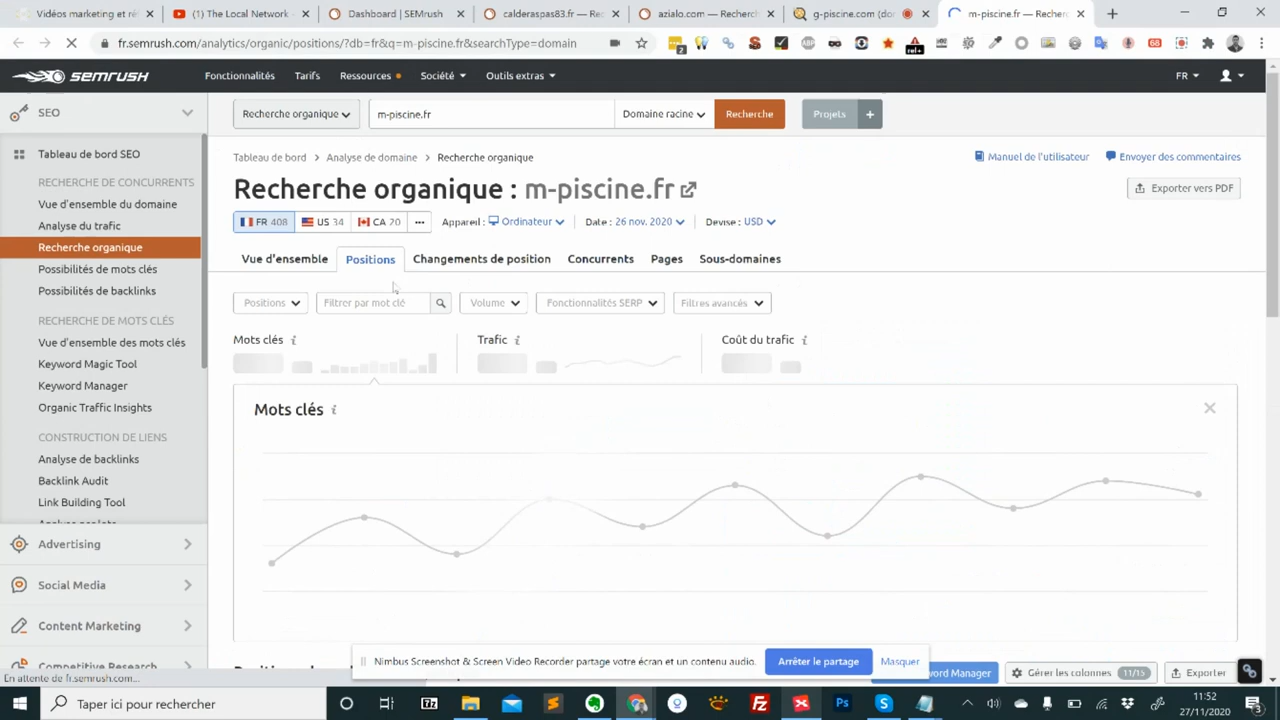 Vidéos marketing et ré
(1) The Local Network
Dashboard | SEMrush
calderaspas83.fr — Rec
azialo.com — Recherch
g-piscine.com (dor
m-piscine.fr — Recherc
fr.semrush.com/analytics/organic/positions/?db=fr&q=m-piscine.fr&searchType=domain
SEMRUSH
Fonctionnalités
Tarifs
Ressources
Société
Outils extras
FR
SEO
Recherche organique
m-piscine.fr
Domaine racine
Recherche
Projets
+
Tableau de bord SEO
RECHERCHE DE CONCURRENTS
Vue d'ensemble du domaine
Analyse du trafic
Recherche organique
Possibilités de mots clés
Possibilités de backlinks
RECHERCHE DE MOTS CLÉS
Vue d'ensemble des mots clés
Keyword Magic Tool
Keyword Manager
Organic Traffic Insights
CONSTRUCTION DE LIENS
Analyse de backlinks
Backlink Audit
Link Building Tool
Advertising
Social Media
Content Marketing
Competitive Research
En attente de fr.semrush.com...
Tableau de bord > Analyse de domaine > Recherche organique
Manuel de l'utilisateur
Envoyer des commentaires
Recherche organique : m-piscine.fr
Exporter vers PDF
FR 408
US 34
CA 20
...
Appareil : Ordinateur
Date : 26 nov. 2020
Devise : USD
Vue d'ensemble
Positions
Changements de position
Concurrents
Pages
Sous-domaines
Positions
Filtrer par mot clé
Volume
Fonctionnalités SERP
Filtres avancés
Mots clés
Trafic
Coût du trafic
Mots clés
Nimbus Screenshot & Screen Video Recorder partage votre écran et un contenu audio.
Arrêter le partage
Masquer
Gérer les colonnes 11/15
Exporter
Taper ici pour rechercher
11:52
27/11/2020